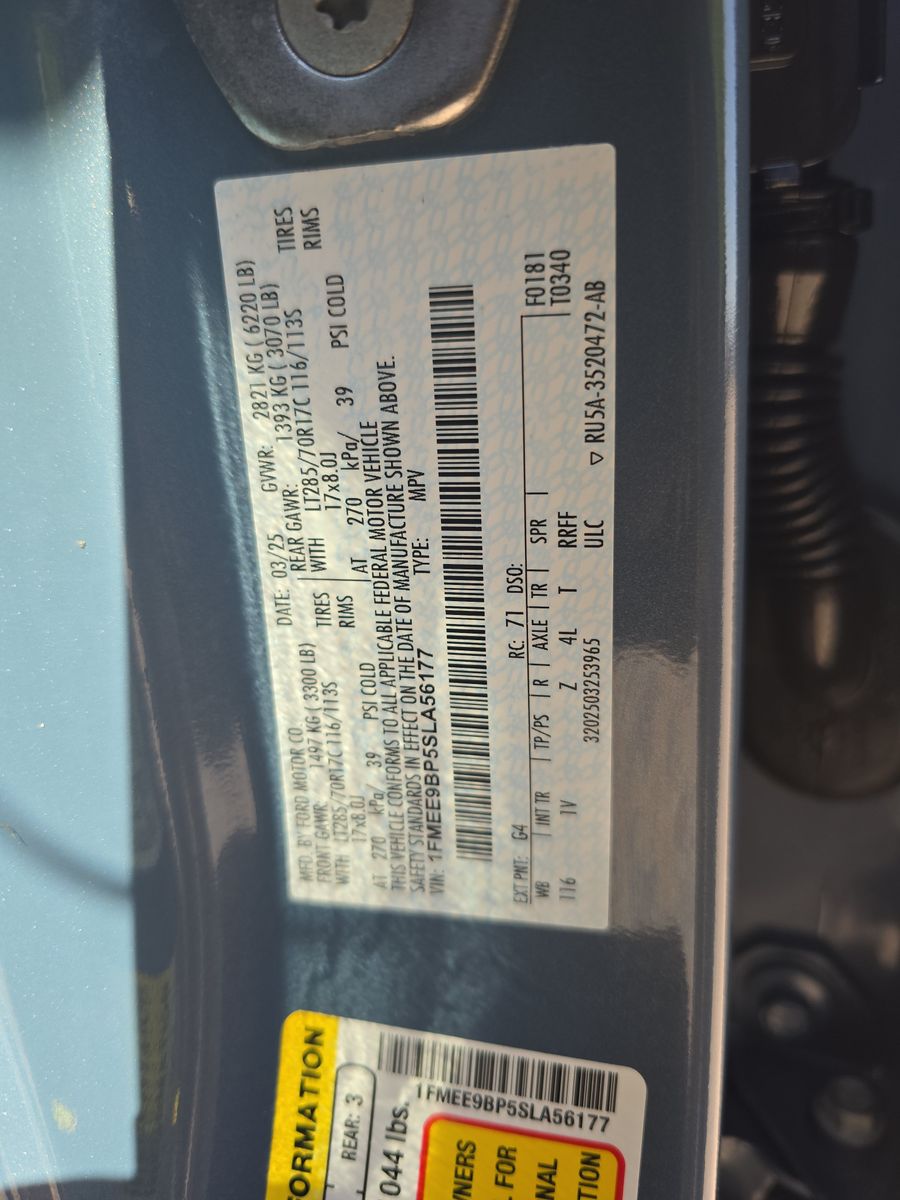 MFD. BY FORD MOTOR CO. DATE: 03/25 GVWR: 2821 KG ( 6220 LB)
FRONT GAWR: 1497 KG ( 3300 LB) REAR GAWR: 1393 KG ( 3070 LB)
WITH LT285/70R17C 116/113S TIRES WITH LT285/70R17C 116/113S TIRES
17x8.0J RIMS 17x8.0J RIMS
AT 270 kPa/ 39 PSI COLD AT 270 kPa/ 39 PSI COLD
THIS VEHICLE CONFORMS TO ALL APPLICABLE FEDERAL MOTOR VEHICLE
SAFETY STANDARDS IN EFFECT ON THE DATE OF MANUFACTURE SHOWN ABOVE.
VIN: 1FMEE9BP5SLA56177 TYPE: MPV
EXT PNT: G4 RC: 71 DSO: F0181
WB INT TR TP/PS R AXLE TR SPR T0340
116 1V Z 4L T RRFF
3202503253965 ULC ▽ RU5A-3520472-AB
FORMATION
REAR: 3
044 lbs.
1FMEE9BP5SLA56177
WNERS
L FOR
NAL
TION